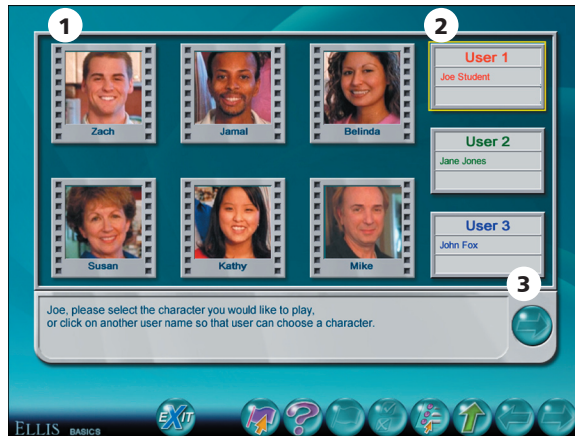 1
2
Zach
Jamal
Belinda
User 1
Joe Student
User 2
Jane Jones
Susan
Kathy
Mike
User 3
John Fox
3
Joe, please select the character you would like to play,
or click on another user name so that user can choose a character.
EXIT
?
ELLIS BASICS